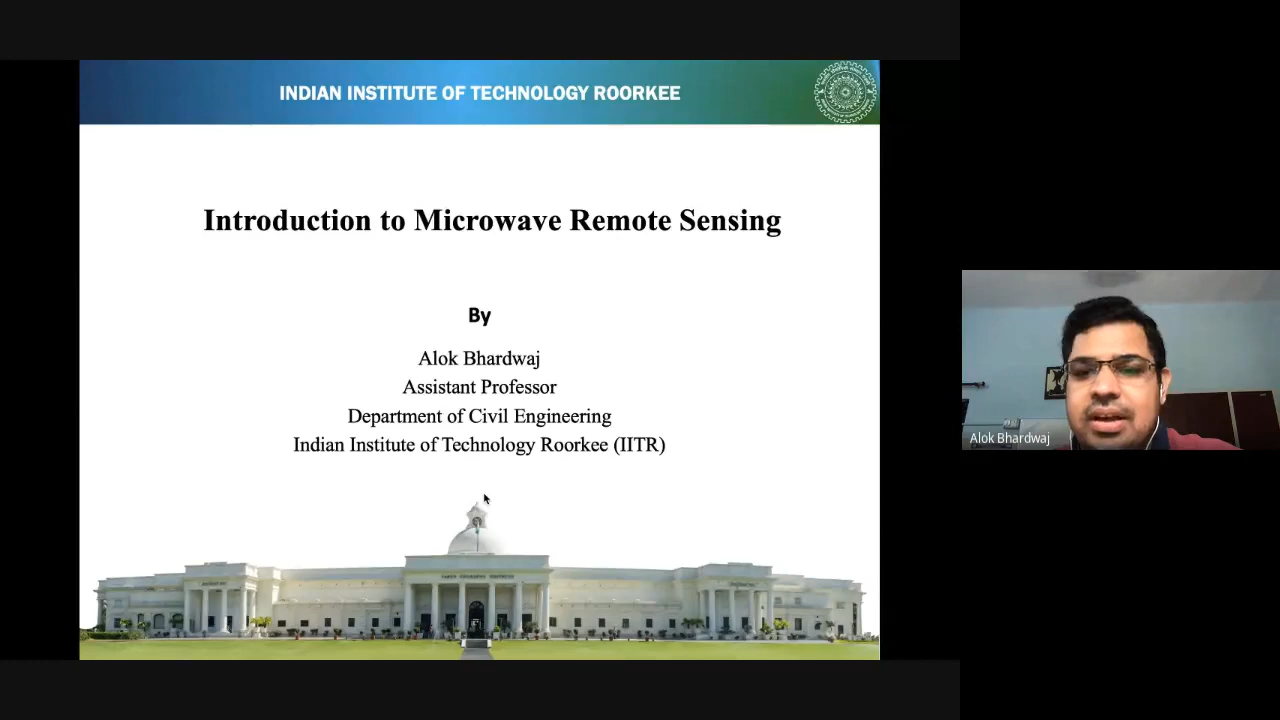 INDIAN INSTITUTE OF TECHNOLOGY ROORKEE
Introduction to Microwave Remote Sensing
By
Alok Bhardwaj
Assistant Professor
Department of Civil Engineering
Indian Institute of Technology Roorkee (IITR)
Alok Bhardwaj